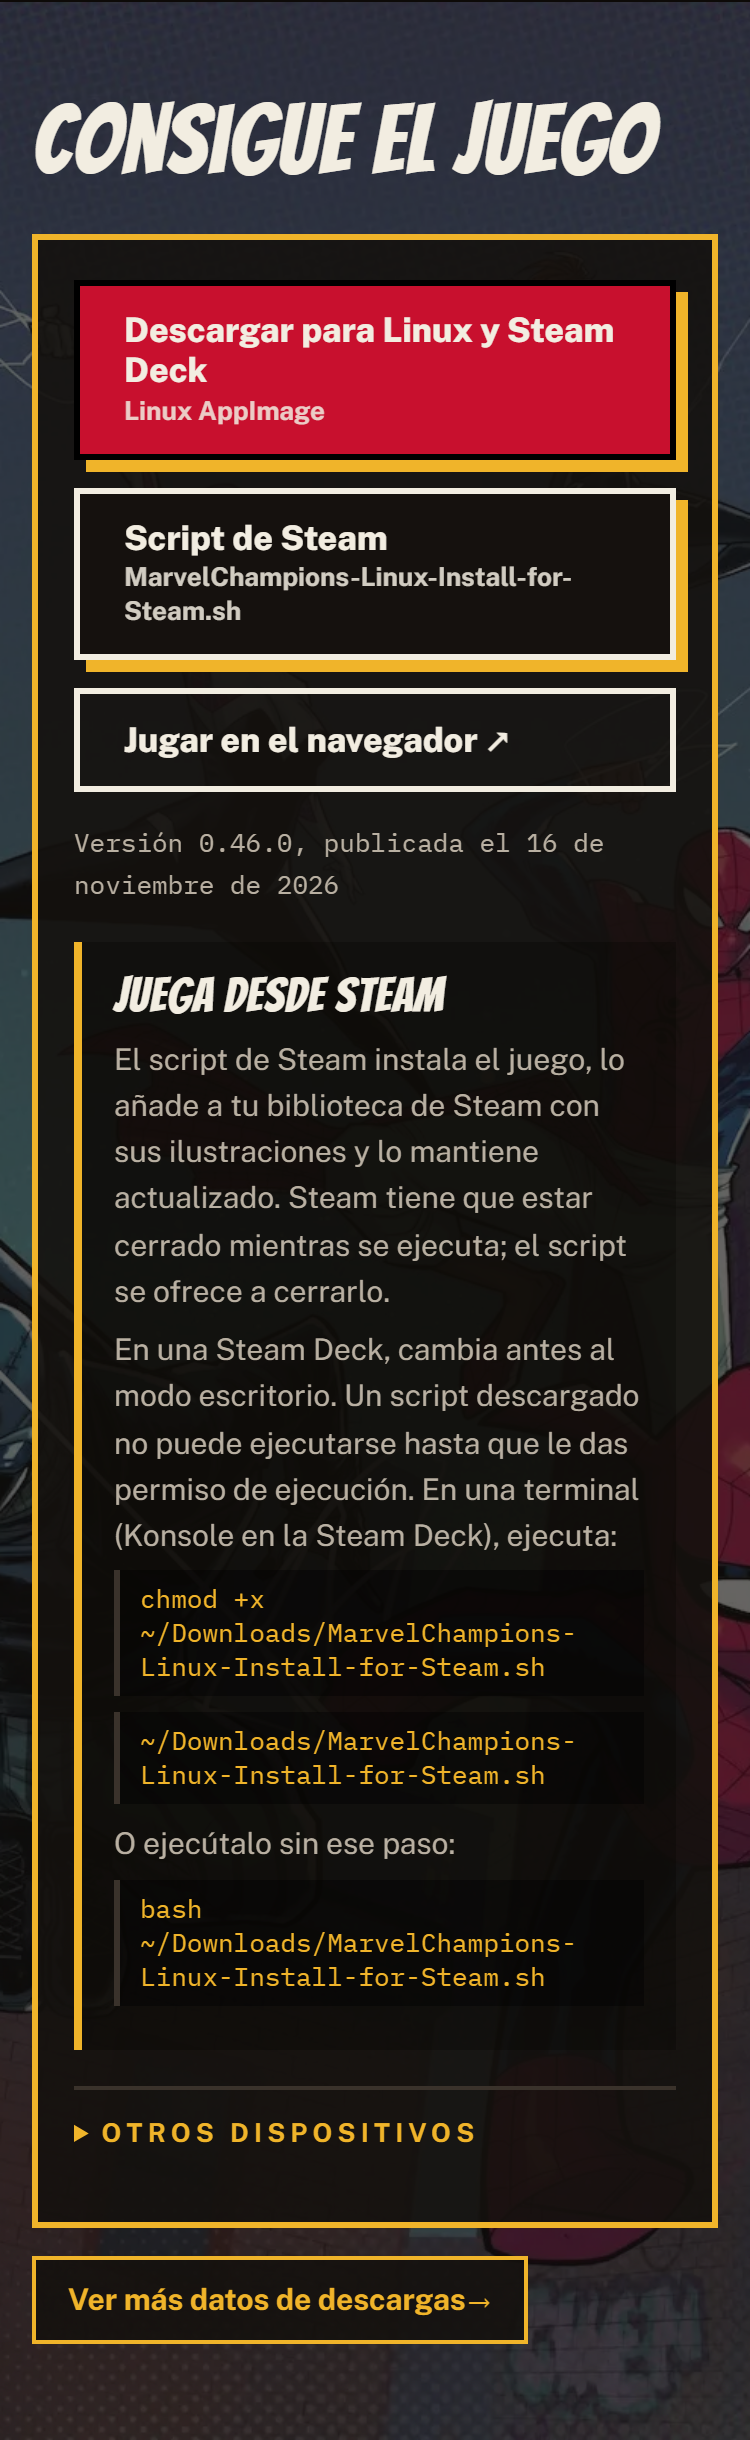 CONSIGUE EL JUEGO
Descargar para Linux y Steam
Deck
Linux AppImage
Script de Steam
MarvelChampions-Linux-Install-for-
Steam.sh
Jugar en el navegador ↗
Versión 0.46.0, publicada el 16 de
noviembre de 2026
JUEGA DESDE STEAM
El script de Steam instala el juego, lo
añade a tu biblioteca de Steam con
sus ilustraciones y lo mantiene
actualizado. Steam tiene que estar
cerrado mientras se ejecuta; el script
se ofrece a cerrarlo.
En una Steam Deck, cambia antes al
modo escritorio. Un script descargado
no puede ejecutarse hasta que le das
permiso de ejecución. En una terminal
(Konsole en la Steam Deck), ejecuta:
chmod +x
~/Downloads/MarvelChampions-
Linux-Install-for-Steam.sh
~/Downloads/MarvelChampions-
Linux-Install-for-Steam.sh
O ejecútalo sin ese paso:
bash
~/Downloads/MarvelChampions-
Linux-Install-for-Steam.sh
▶ OTROS DISPOSITIVOS
Ver más datos de descargas→